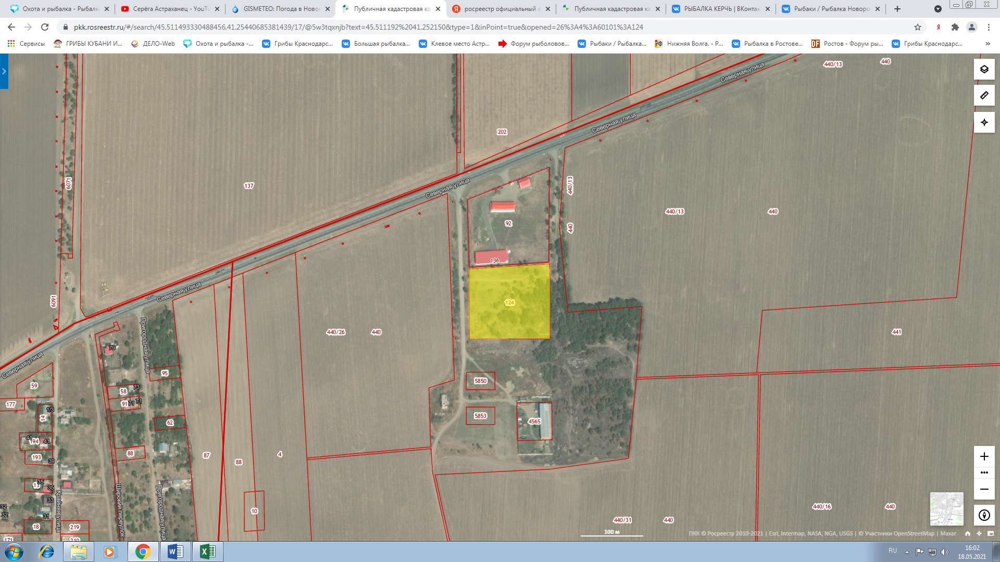 Охота и рыбалка - Рыбалк
Серёга Астраханец - YouTu
GISMETEO: Погода в Новос
Публичная кадастровая ка
росреестр официальный с
Публичная кадастровая ка
РЫБАЛКА КЕРЧЬ | ВКонтак
Рыбаки / Рыбалка Новоро
pkk.rosreestr.ru/#/search/45.511493330488456,41.25440685381439/17/@5w3tqxnjb?text=45.511192%2041.252150&type=1&inPoint=true&opened=26%3A4%3A60101%3A124
Сервисы
ГРИБЫ КУБАНИ И...
ДЕЛО-Web
Охота и рыбалка -...
Грибы Краснодарс...
Большая рыбалка...
Клевое место Астр...
Форум рыболовов...
Рыбаки / Рыбалка...
Нижняя Волга. - Р...
Рыбалка в Ростове...
Ростов - Форум ры...
Грибы Краснодарс...
»
440/13
440
Северная улица
Северная улица
202
6071
137
Северная улица
440/13
440/13
440
92
440
136
Северная улица
6091
124
440/26
440
441
Пригородная улица
79
Северная улица
95
59
58
73
5850
177
91
71
71
14
1/3
62
5853
4565
41
194
41
193
39
88
87
88
4
13
35
35
33
Крайняя улица
Широкий переулок
Пригородная улица
32
32
31
10
440/16
440
18
219
440/31
440
171
210
100 м
ПКК © Росреестр 2010-2021 | Esri, Intermap, NASA, NGA, USGS | © Участники OpenStreetMap | Maxar
RU
16:02
18.05.2021